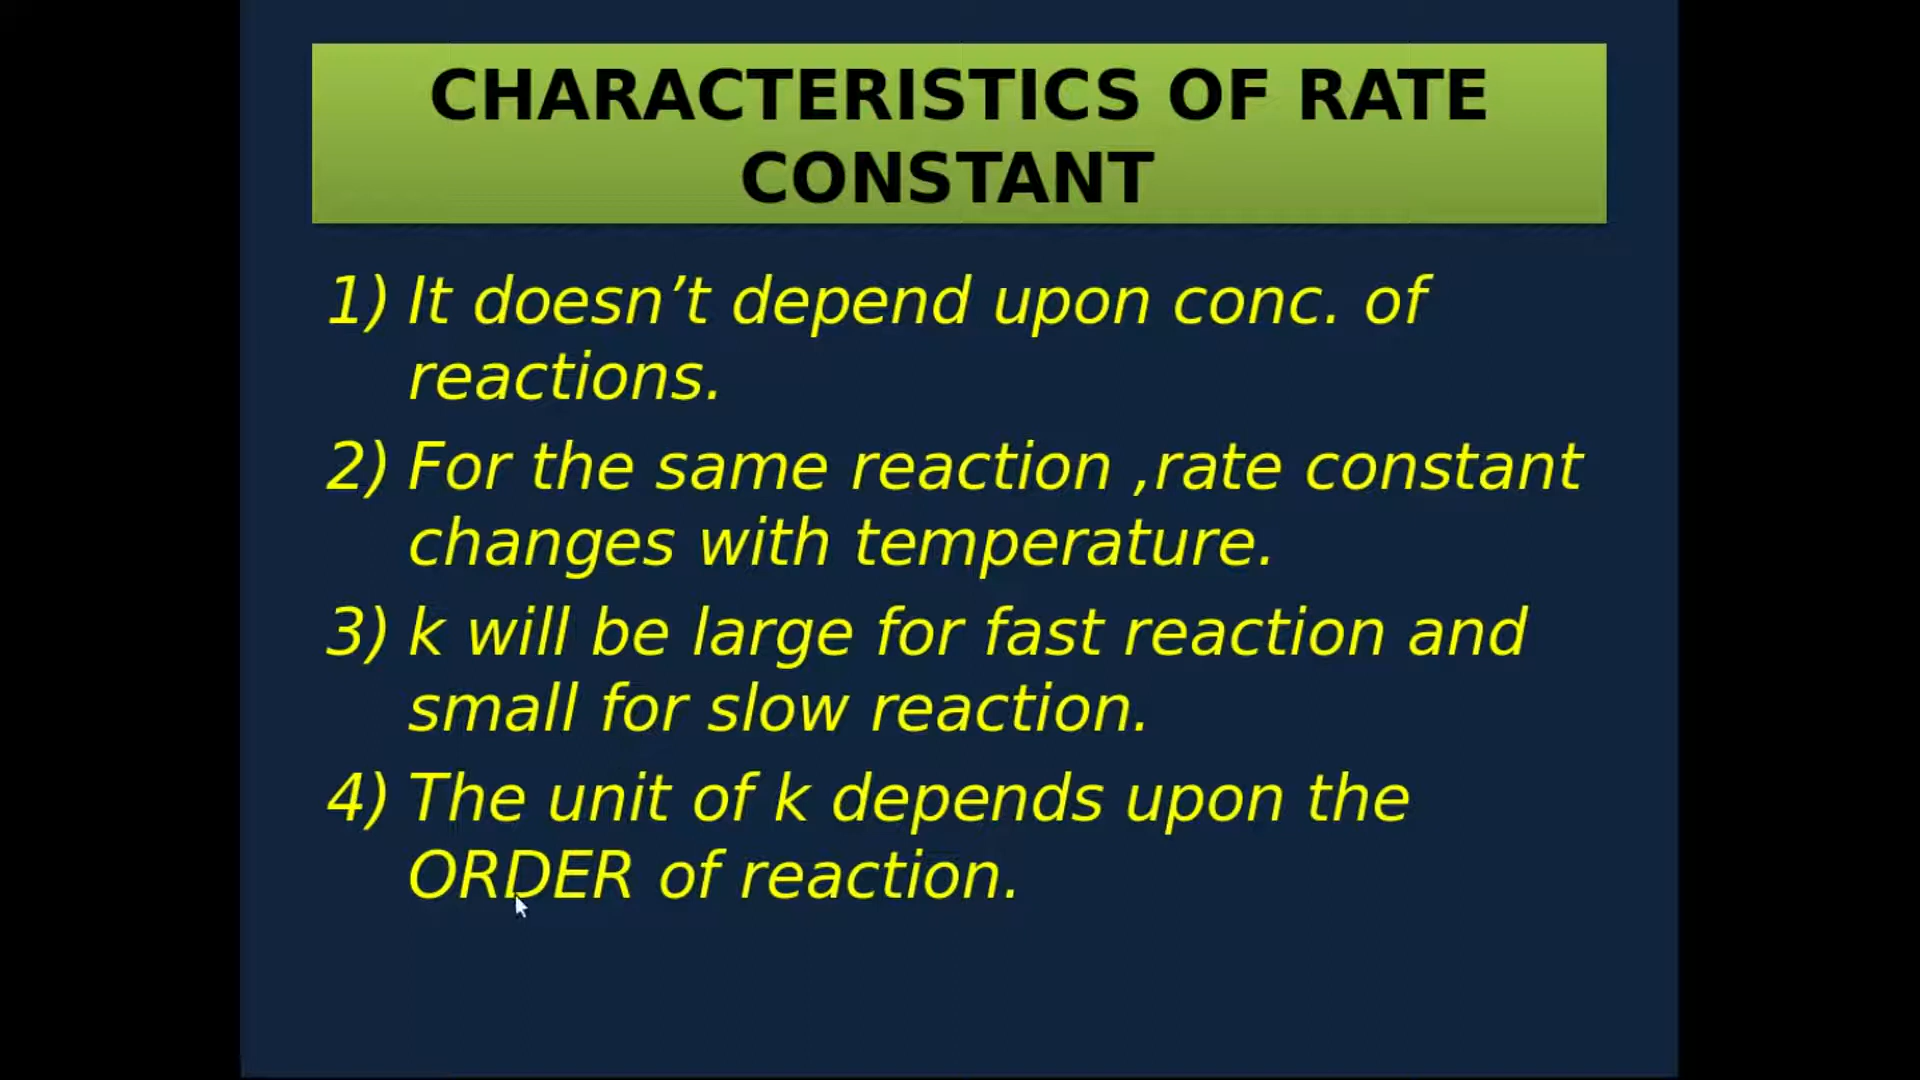 CHARACTERISTICS OF RATE
CONSTANT
1) It doesn’t depend upon conc. of
reactions.
2) For the same reaction ,rate constant
changes with temperature.
3) k will be large for fast reaction and
small for slow reaction.
4) The unit of k depends upon the
ORDER of reaction.